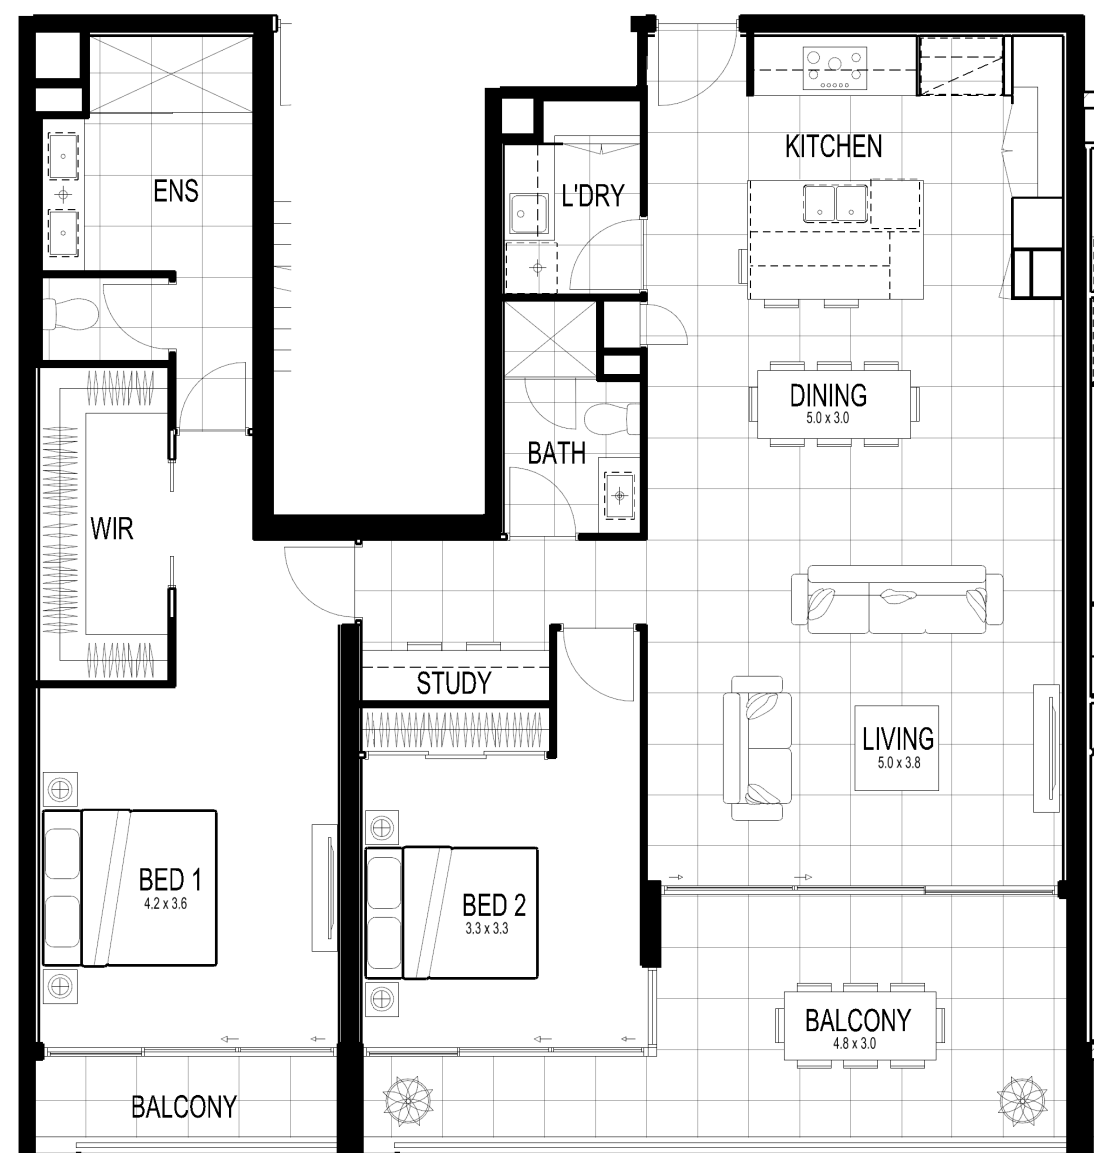 KITCHEN
ENS
L'DRY
DINING
5.0 x 3.0
BATH
WIR
STUDY
LIVING
5.0 x 3.8
BED 1
4.2 x 3.6
BED 2
3.3 x 3.3
BALCONY
4.8 x 3.0
BALCONY